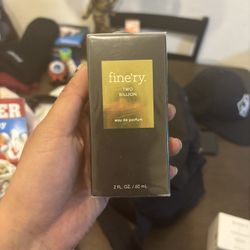 fine'ry.
TWO
BILLION
eau de parfum
2 FL. OZ. / 60 mL